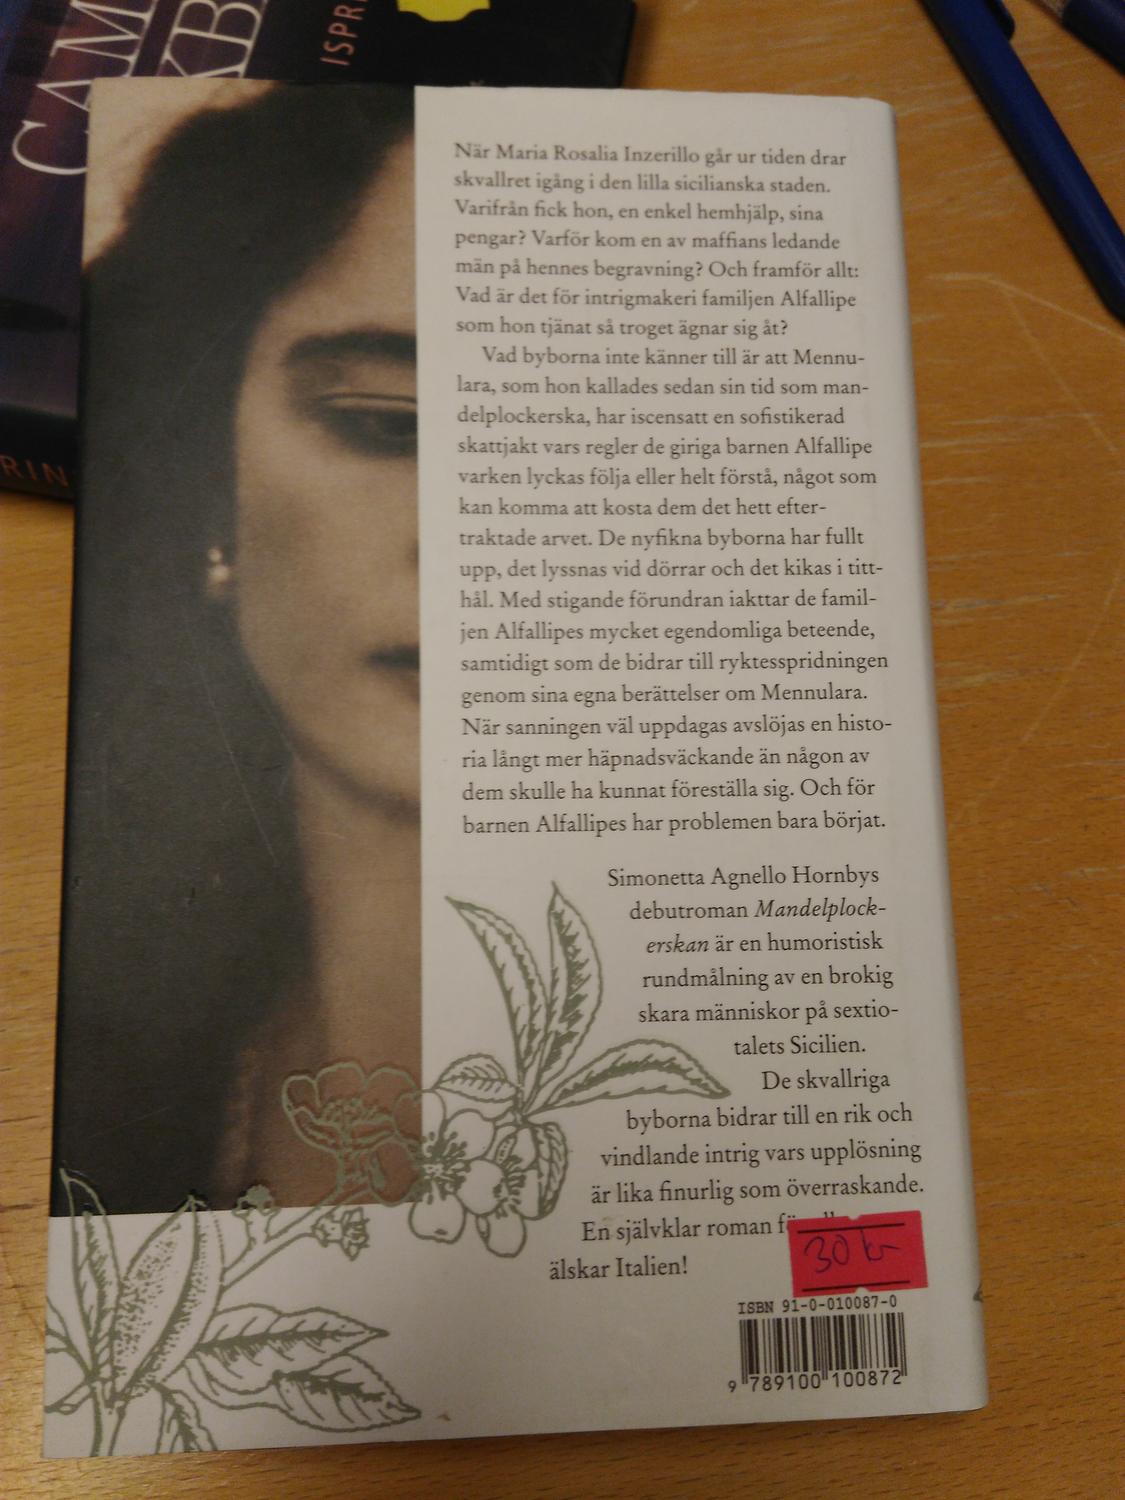 CAM
KB
ISPRI
RIN
När Maria Rosalia Inzerillo går ur tiden drar
skvallret igång i den lilla sicilianska staden.
Varifrån fick hon, en enkel hemhjälp, sina
pengar? Varför kom en av maffians ledande
män på hennes begravning? Och framför allt:
Vad är det för intrigmakeri familjen Alfallipe
som hon tjänat så troget ägnar sig åt?
Vad byborna inte känner till är att Mennu-
lara, som hon kallades sedan sin tid som man-
delplockerska, har iscensatt en sofistikerad
skattjakt vars regler de giriga barnen Alfallipe
varken lyckas följa eller helt förstå, något som
kan komma att kosta dem det hett efter-
traktade arvet. De nyfikna byborna har fullt
upp, det lyssnas vid dörrar och det kikas i titt-
hål. Med stigande förundran iakttar de famil-
jen Alfallipes mycket egendomliga beteende,
samtidigt som de bidrar till ryktesspridningen
genom sina egna berättelser om Mennulara.
När sanningen väl uppdagas avslöjas en histo-
ria långt mer häpnadsväckande än någon av
dem skulle ha kunnat föreställa sig. Och för
barnen Alfallipes har problemen bara börjat.
Simonetta Agnello Hornbys
debutroman Mandelplock-
erskan är en humoristisk
rundmålning av en brokig
skara människor på sextio-
talets Sicilien.
De skvallriga
byborna bidrar till en rik och
vindlande intrig vars upplösning
är lika finurlig som överraskande.
En självklar roman
älskar Italien!
30 kr
ISBN 91-0-010087-0
9 789100 100872